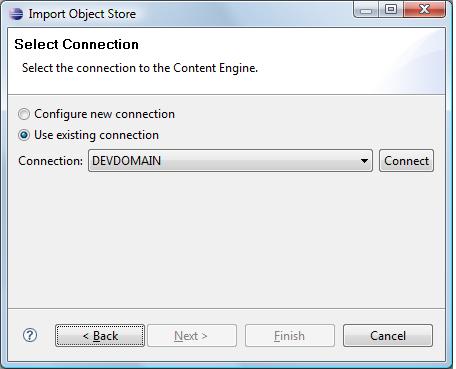 Import Object Store
Select Connection
Select the connection to the Content Engine.
Configure new connection
Use existing connection
Connection: DEVDOMAIN Connect
? < Back Next > Finish Cancel